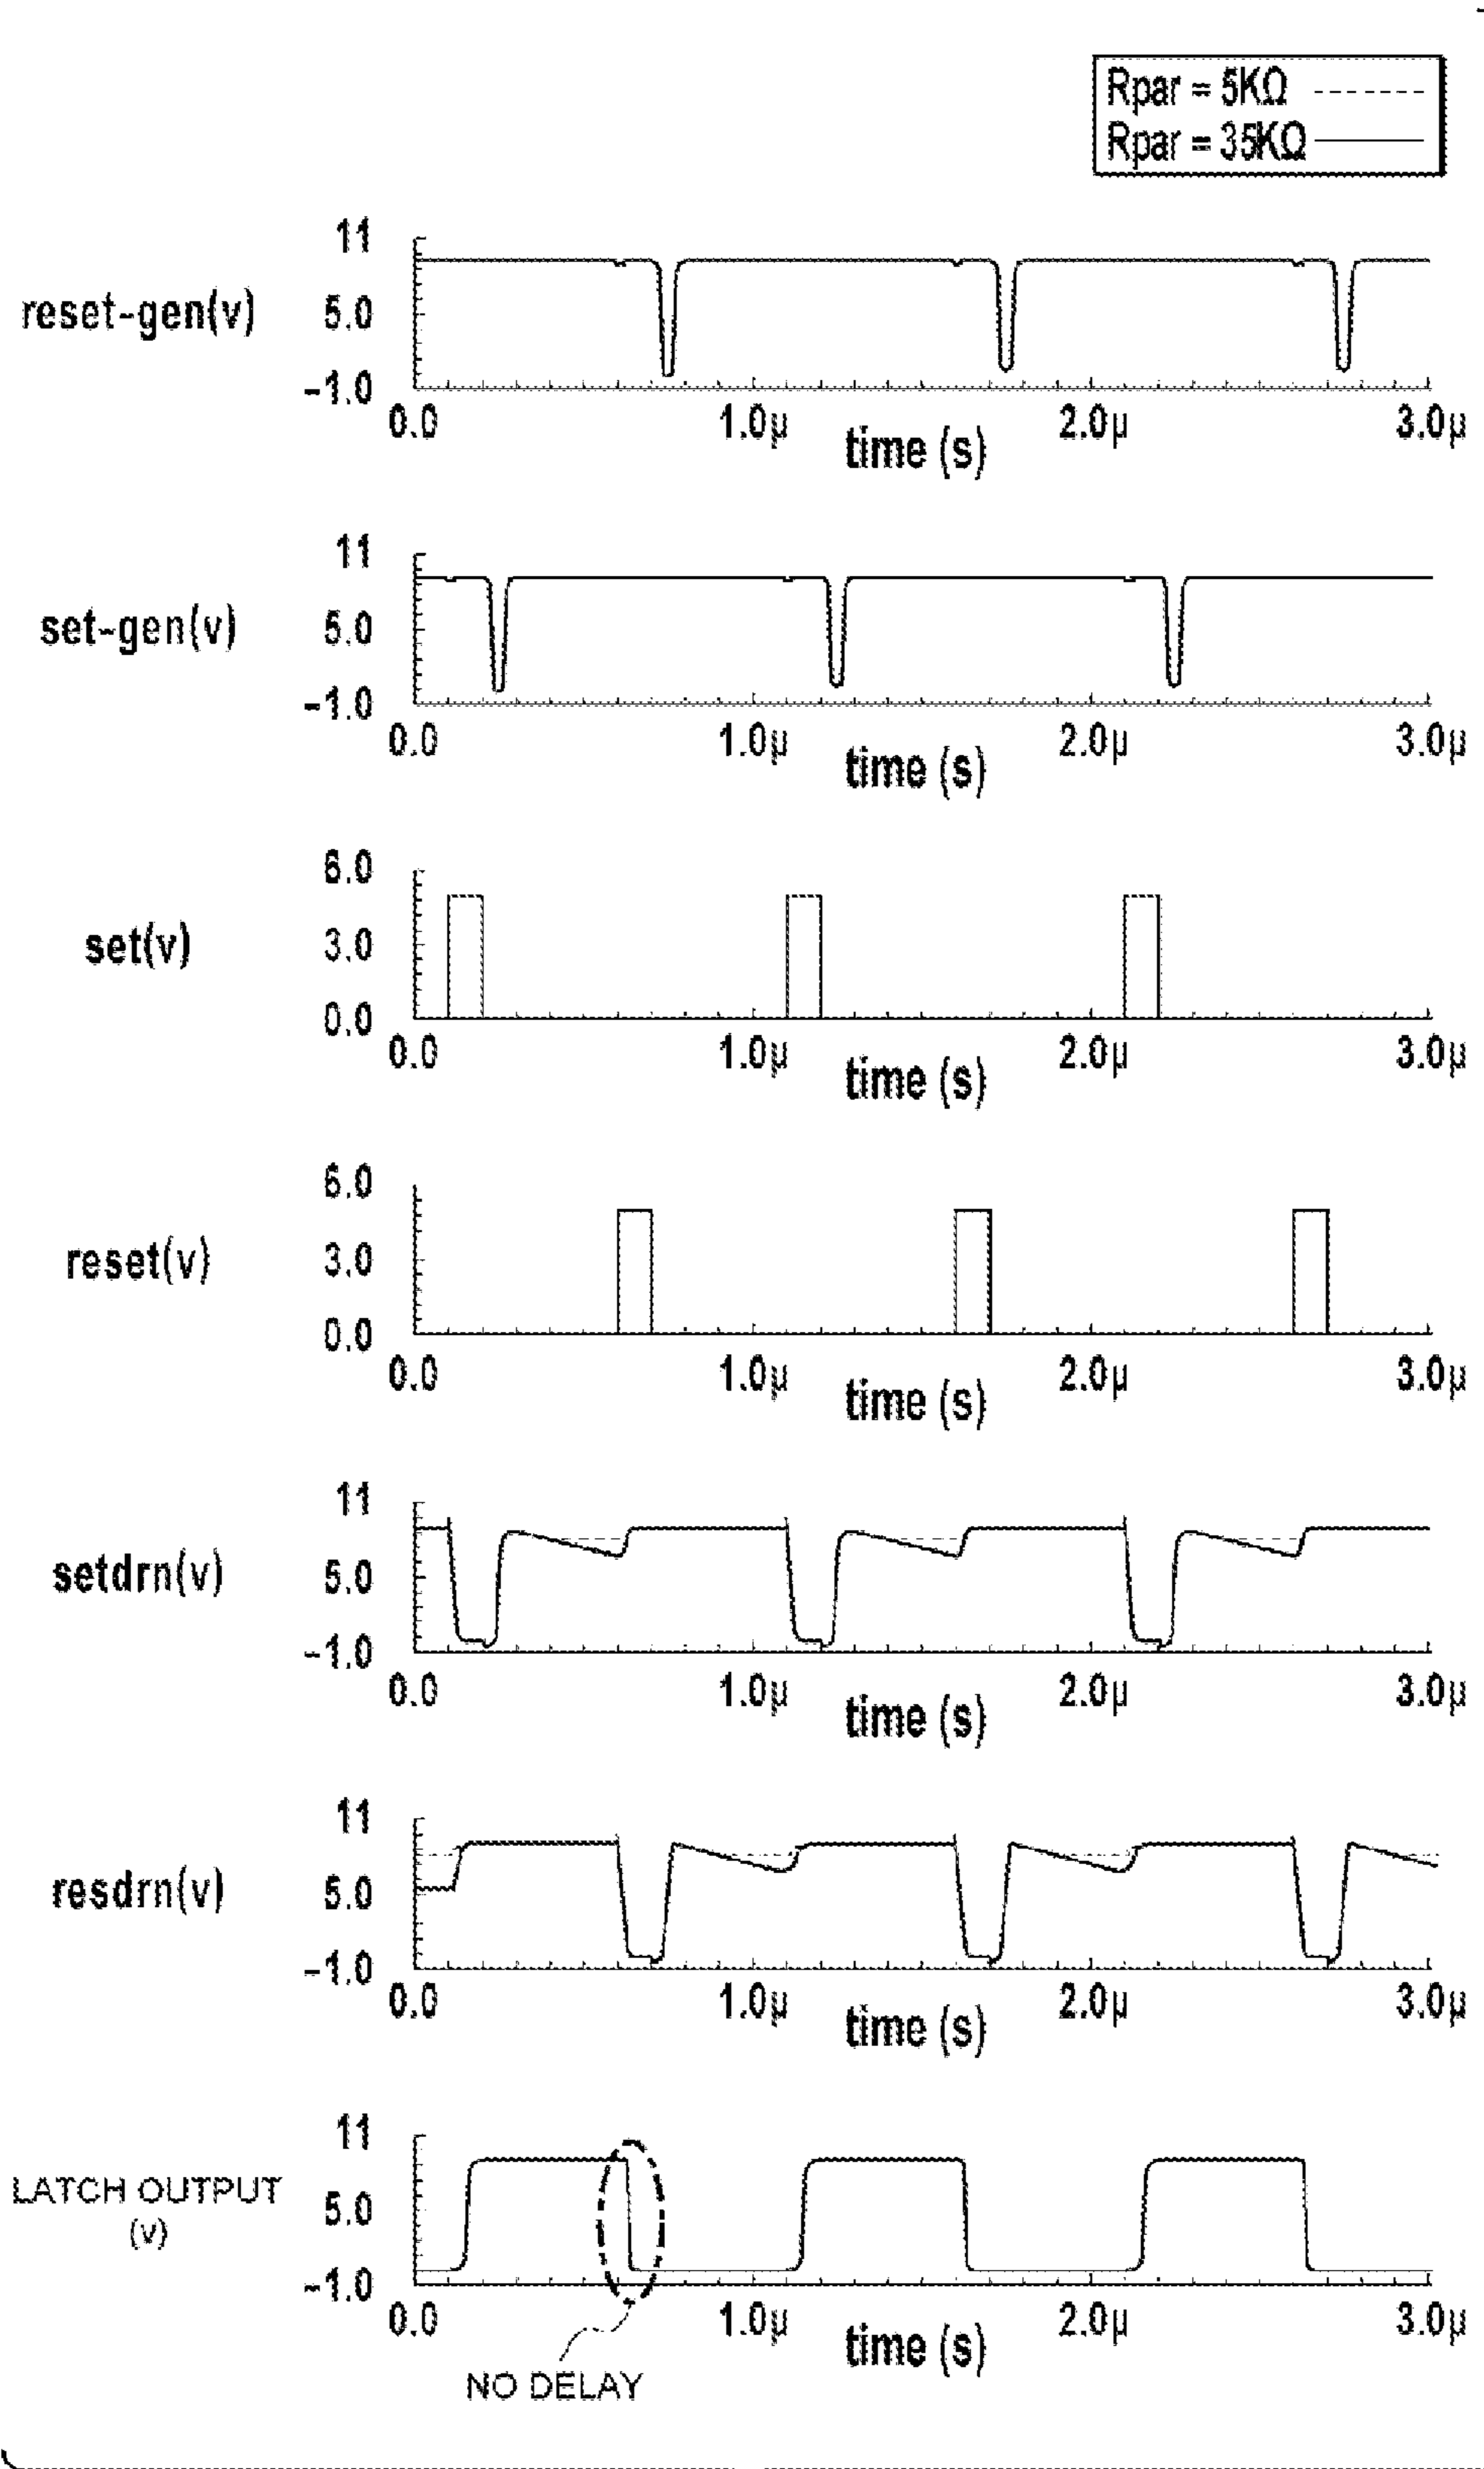 Rpar = 5KΩ
Rpar = 35KΩ
11
reset-gen(v) 5.0
-1.0
0.0 1.0μ 2.0μ 3.0μ
time (s)
11
set-gen(v) 5.0
-1.0
0.0 1.0μ 2.0μ 3.0μ
time (s)
6.0
set(v) 3.0
0.0
0.0 1.0μ 2.0μ 3.0μ
time (s)
6.0
reset(v) 3.0
0.0
0.0 1.0μ 2.0μ 3.0μ
time (s)
11
setdrn(v) 5.0
-1.0
0.0 1.0μ 2.0μ 3.0μ
time (s)
11
resdrn(v) 5.0
-1.0
0.0 1.0μ 2.0μ 3.0μ
time (s)
11
LATCH OUTPUT 5.0
(v)
-1.0
0.0 1.0μ 2.0μ 3.0μ
time (s)
NO DELAY